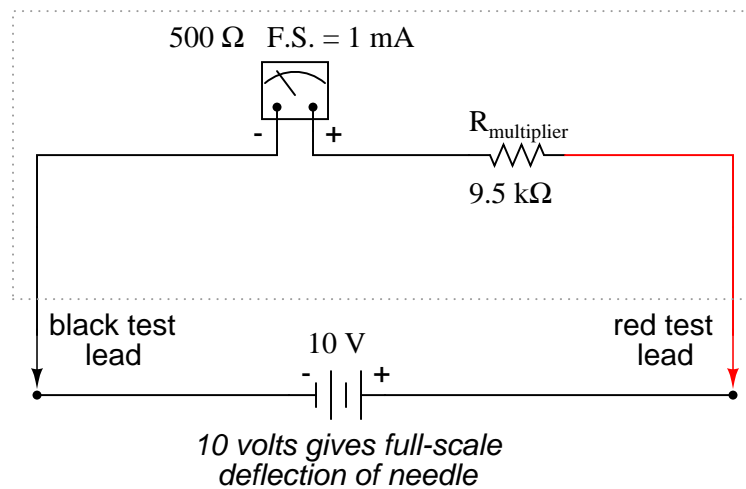 500 Ω F.S. = 1 mA
- +
Rmultiplier
9.5 kΩ
black test
lead
red test
lead
10 V
- +
10 volts gives full-scale
deflection of needle